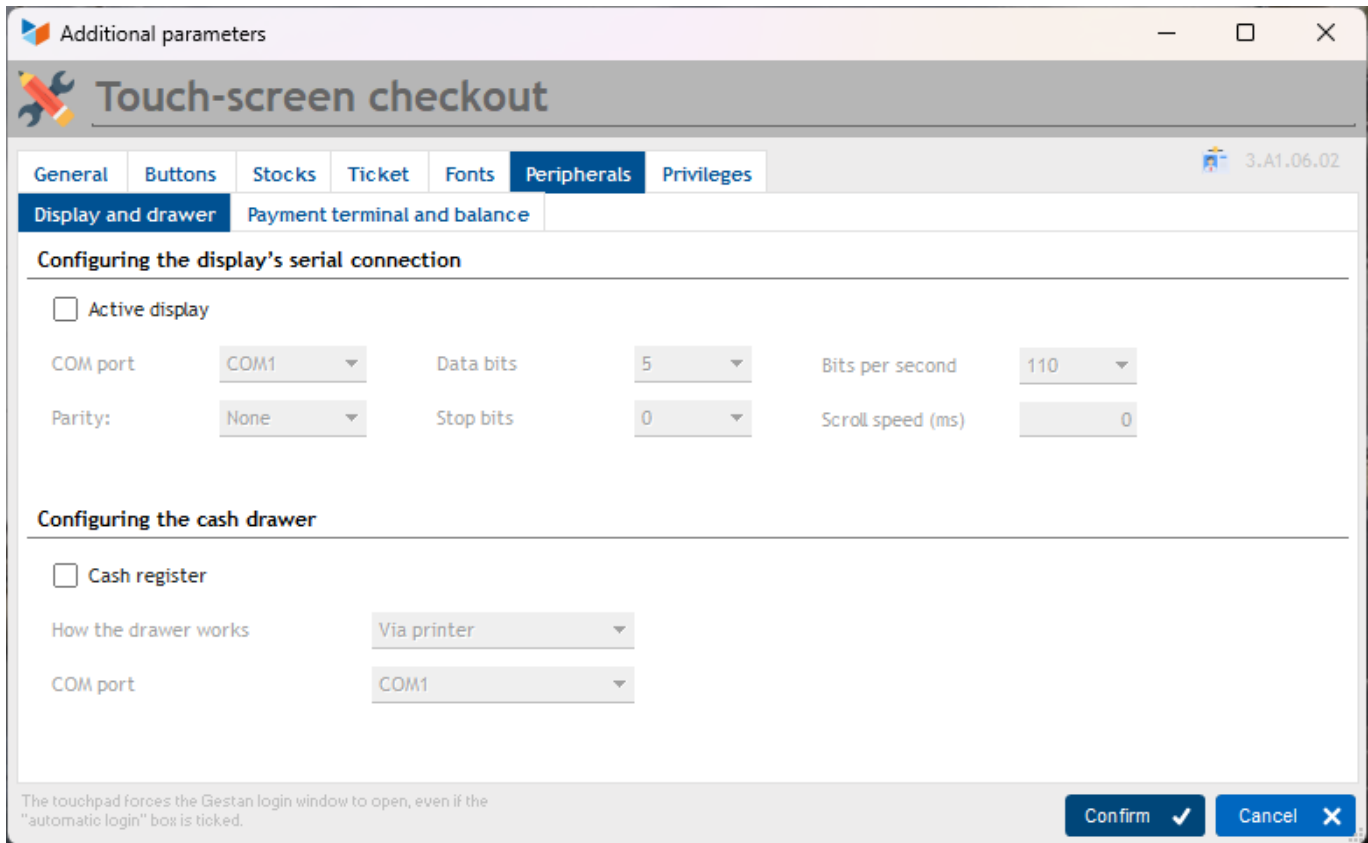 Additional parameters
Touch-screen checkout
General Buttons Stocks Ticket Fonts Peripherals Privileges 3.A1.06.02
Display and drawer Payment terminal and balance
Configuring the display's serial connection
Active display
COM port COM1 Data bits 5 Bits per second 110
Parity: None Stop bits 0 Scroll speed (ms) 0
Configuring the cash drawer
Cash register
How the drawer works Via printer
COM port COM1
The touchpad forces the Gestan login window to open, even if the
"automatic login" box is ticked.
Confirm Cancel